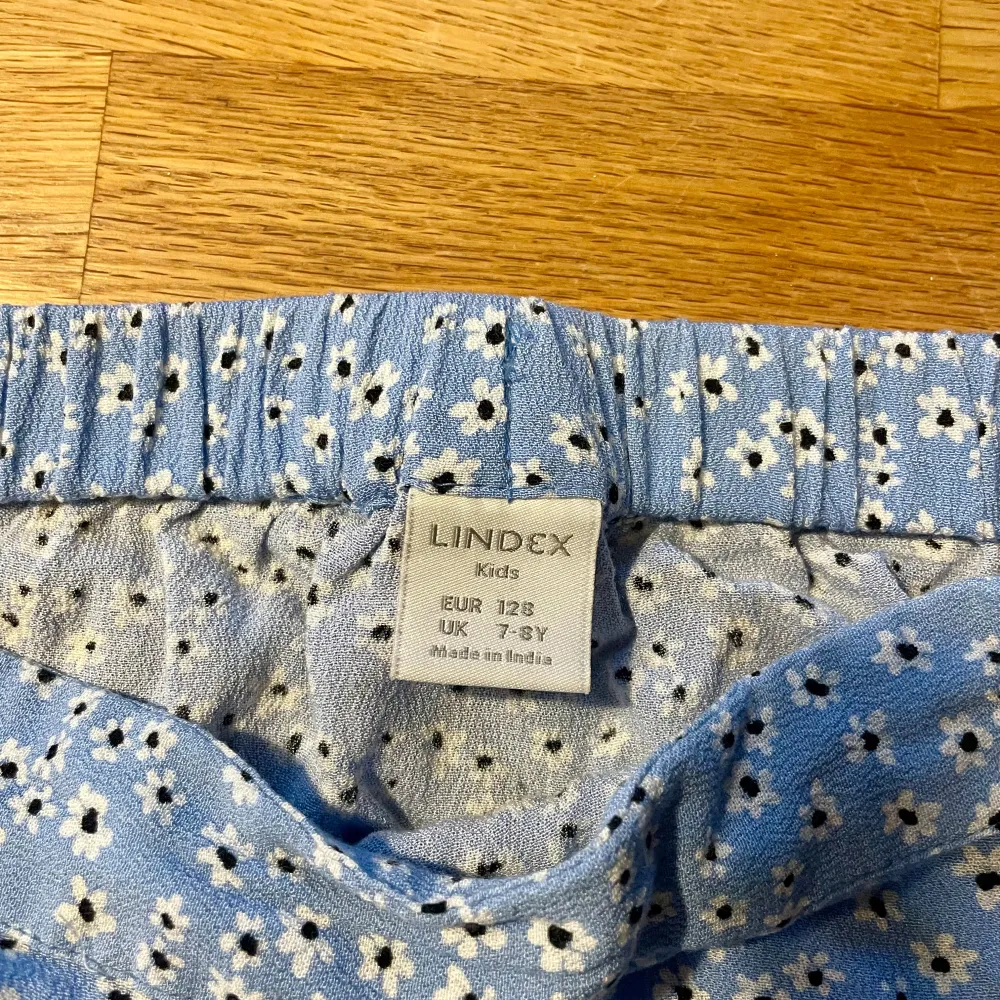 LINDEX
Kids
EUR 128
UK 7-8Y
Made in India